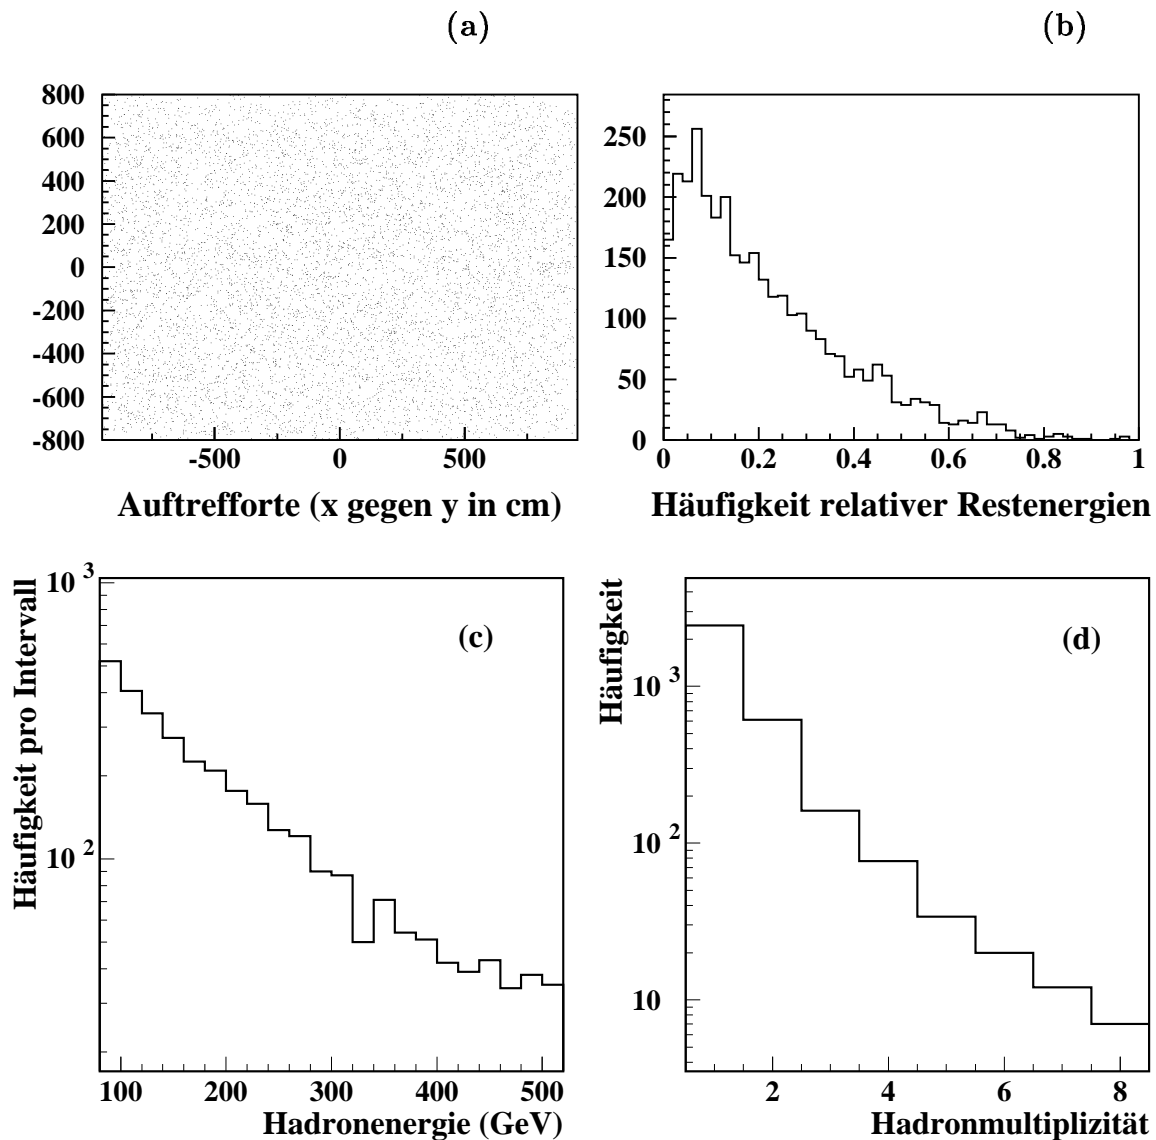 (a)
(b)
800
600
400
200
0
-200
-400
-600
-800
-500 0 500
Auftrefforte (x gegen y in cm)
250
200
150
100
50
0
0 0.2 0.4 0.6 0.8 1
Häufigkeit relativer Restenergien
Häufigkeit pro Intervall
10 3
10 2
(c)
100 200 300 400 500
Hadronenergie (GeV)
Häufigkeit
10 3
10 2
10
(d)
2 4 6 8
Hadronmultiplizität